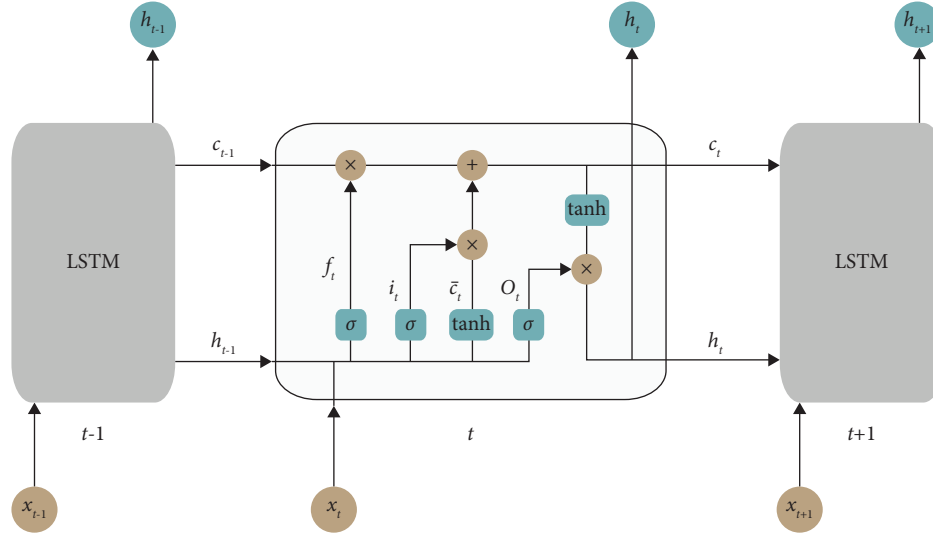 h_{t-1}
h_t
h_{t+1}
c_{t-1}
× +
c_t
tanh
LSTM
f_t
×
×
LSTM
i_t
c̄_t
O_t
σ
σ
tanh
σ
h_{t-1}
h_t
t-1
t
t+1
x_{t-1}
x_t
x_{t+1}